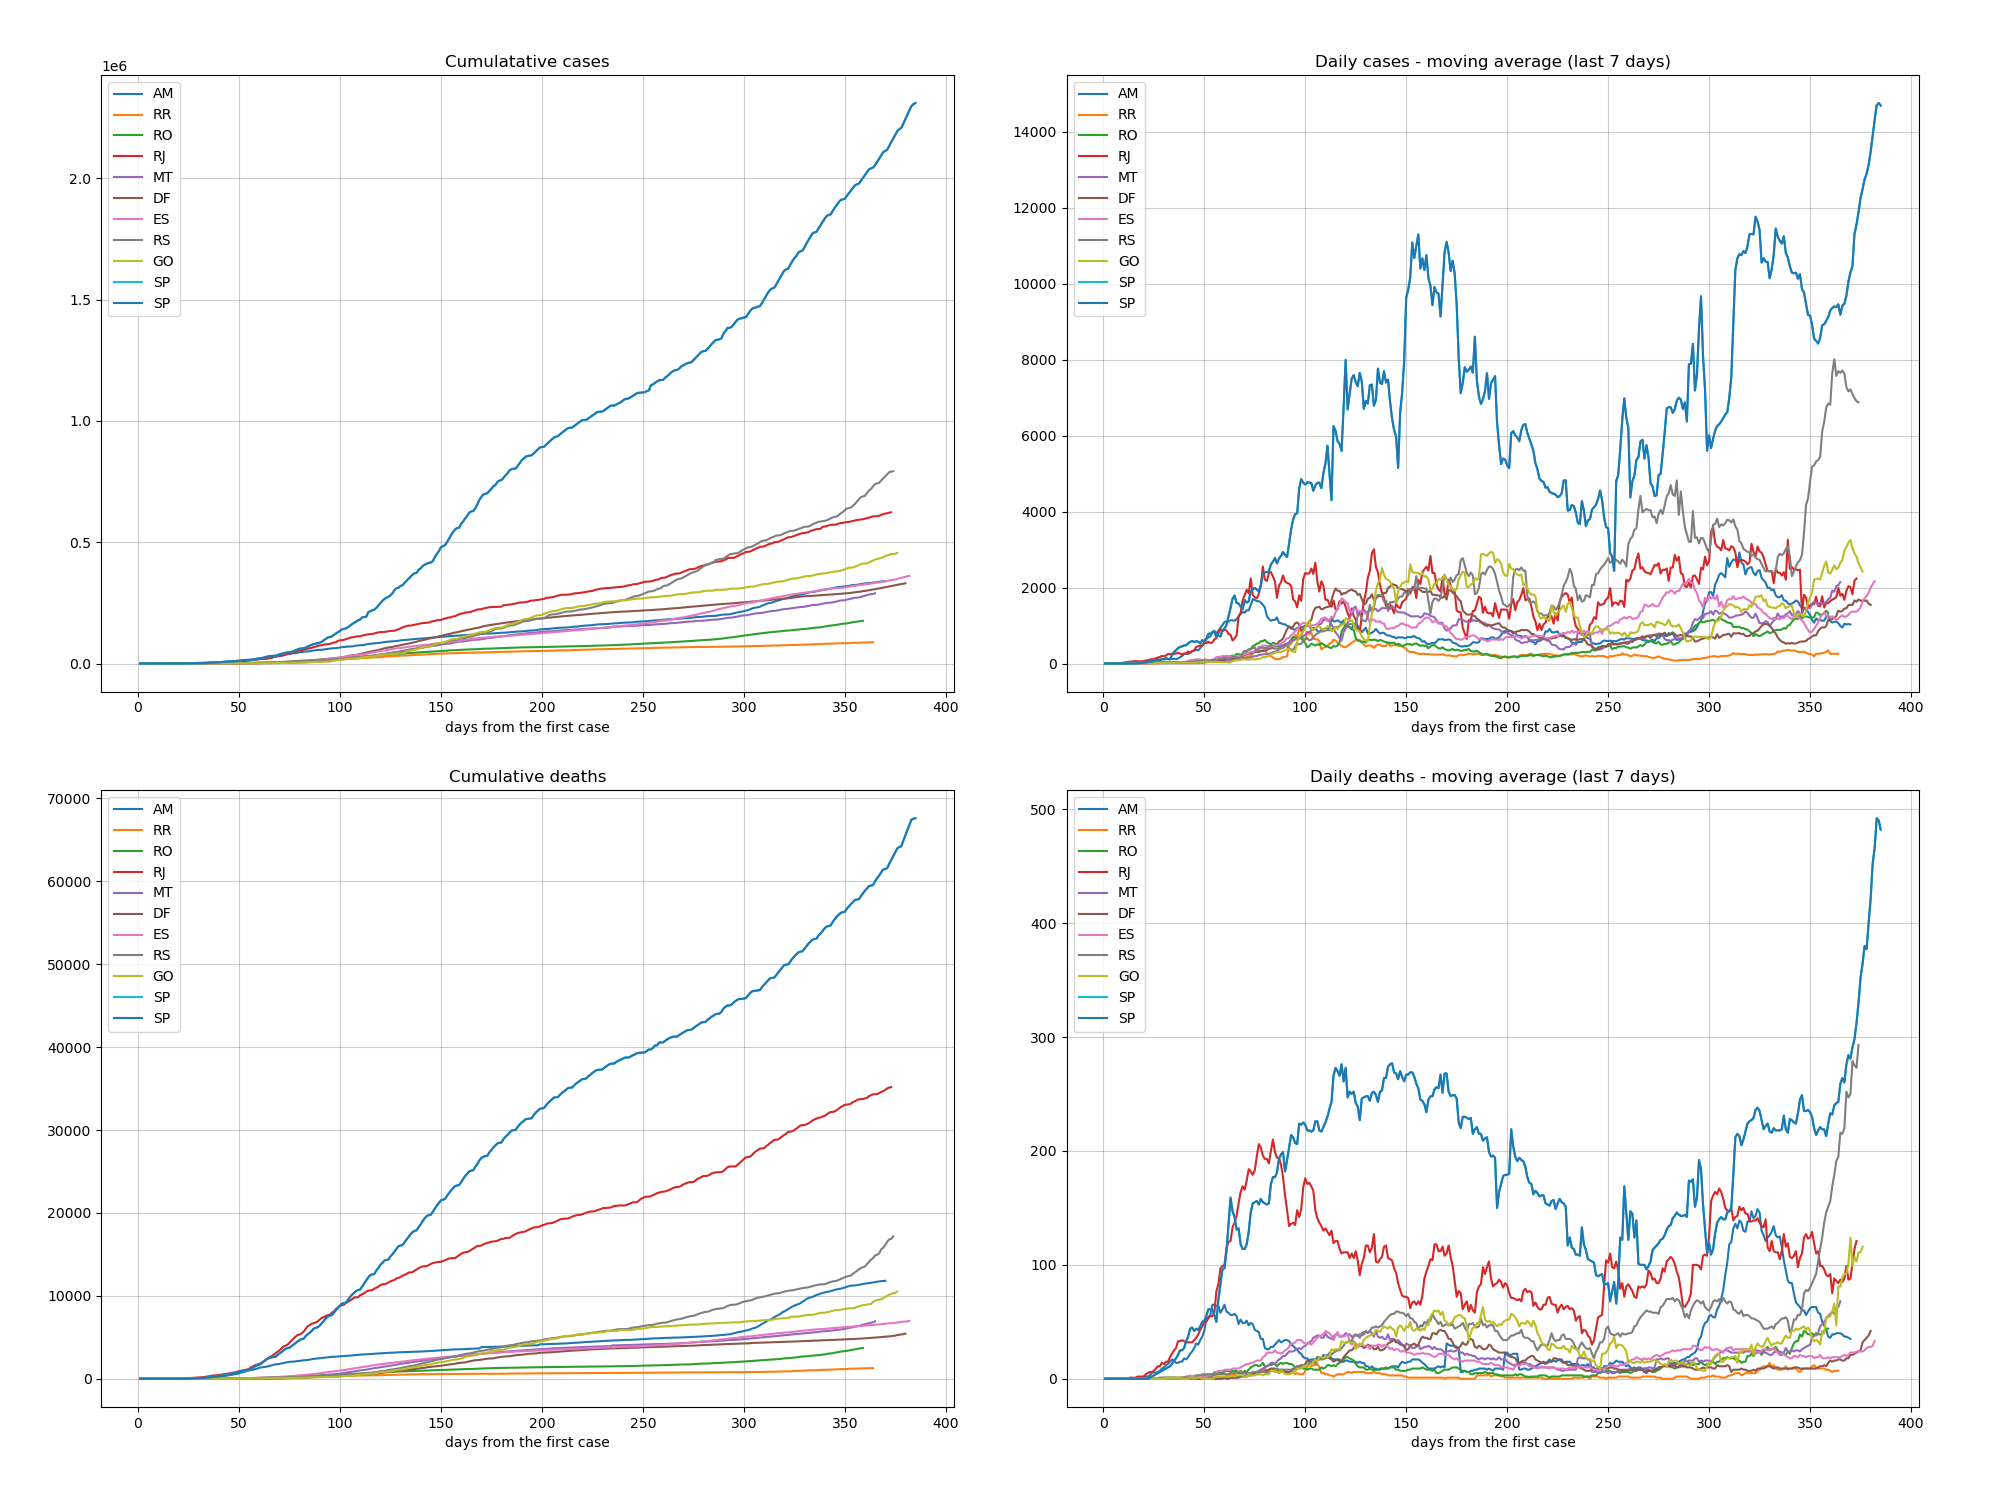 Cumulatative cases
1e6
AM
RR
RO
RJ
MT
DF
ES
RS
GO
SP
SP
2.0
1.5
1.0
0.5
0.0
0 50 100 150 200 250 300 350 400
days from the first case
Daily cases - moving average (last 7 days)
AM
RR
RO
RJ
MT
DF
ES
RS
GO
SP
SP
14000
12000
10000
8000
6000
4000
2000
0
0 50 100 150 200 250 300 350 400
days from the first case
Cumulative deaths
AM
RR
RO
RJ
MT
DF
ES
RS
GO
SP
SP
70000
60000
50000
40000
30000
20000
10000
0
0 50 100 150 200 250 300 350 400
days from the first case
Daily deaths - moving average (last 7 days)
AM
RR
RO
RJ
MT
DF
ES
RS
GO
SP
SP
500
400
300
200
100
0
0 50 100 150 200 250 300 350 400
days from the first case